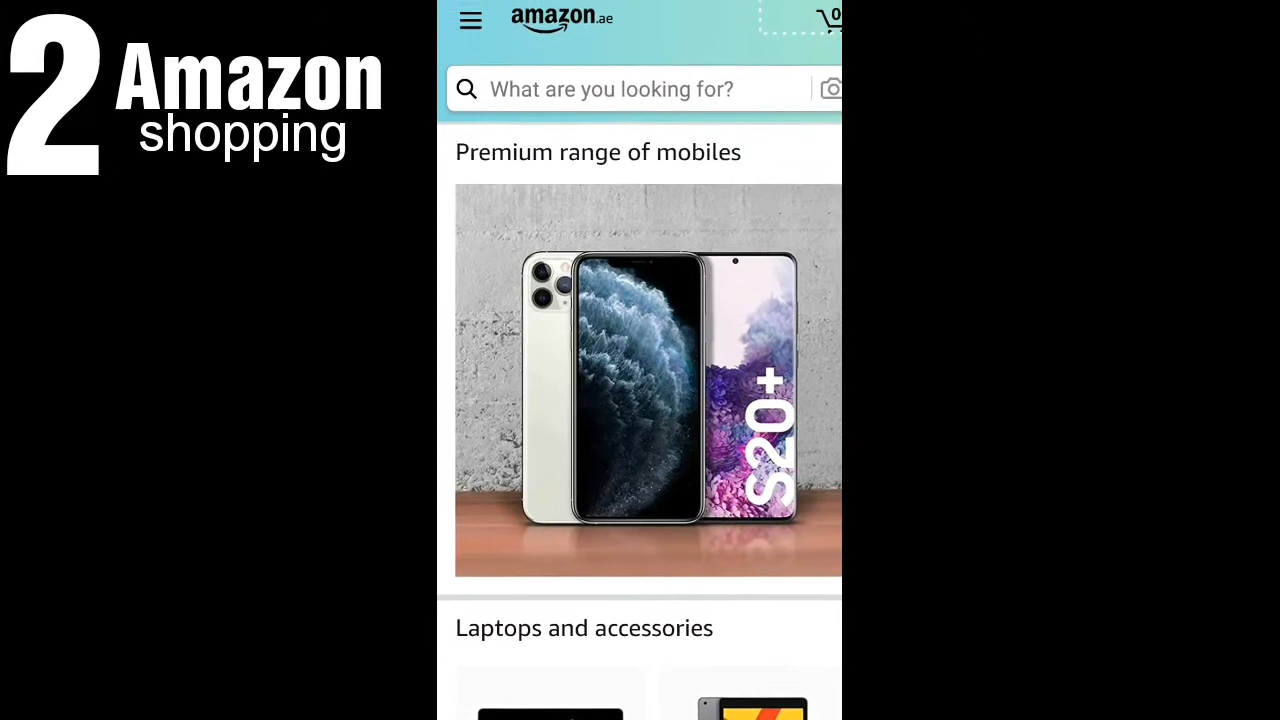 2 Amazon
shopping
amazon.ae
0
What are you looking for?
Premium range of mobiles
S20+
Laptops and accessories